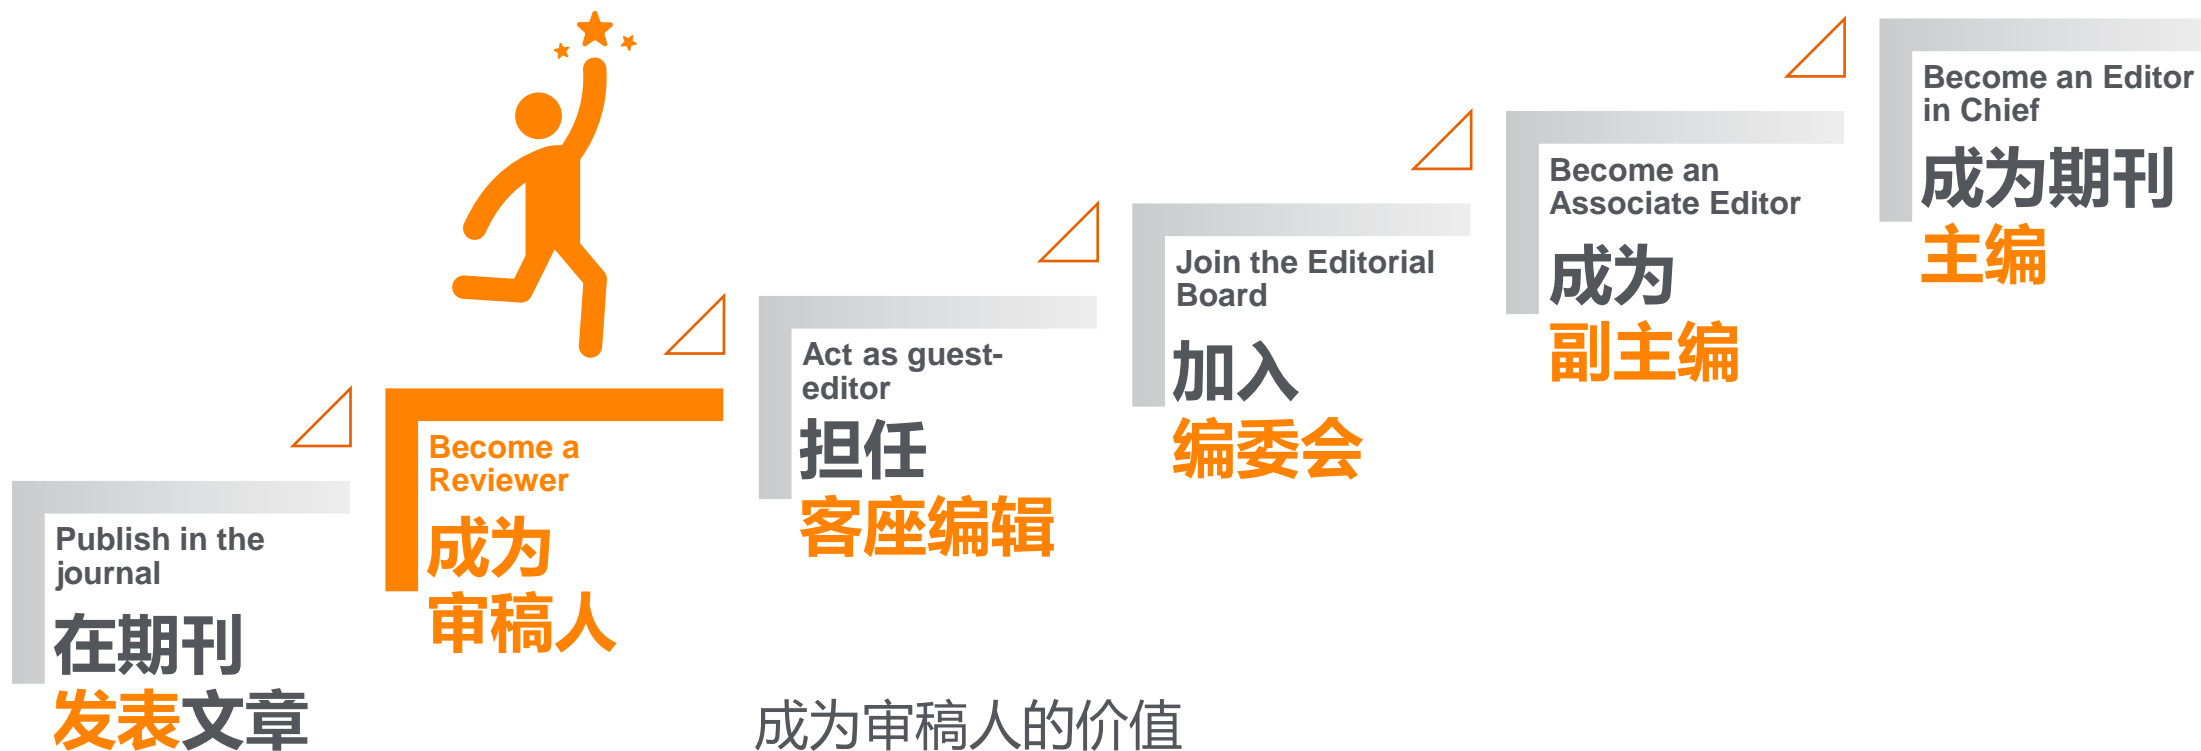 Publish in the
journal
在期刊
发表文章
Become a
Reviewer
成为
审稿人
Act as guest-
editor
担任
客座编辑
Join the Editorial
Board
加入
编委会
Become an
Associate Editor
成为
副主编
Become an Editor
in Chief
成为期刊
主编
成为审稿人的价值